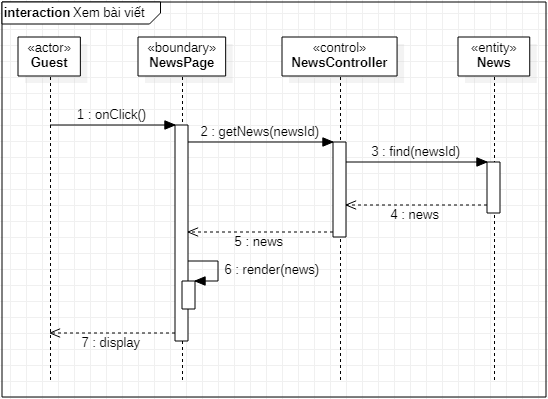 interaction Xem bài viết
«actor»
Guest
«boundary»
NewsPage
«control»
NewsController
«entity»
News
1 : onClick()
2 : getNews(newsId)
3 : find(newsId)
4 : news
5 : news
6 : render(news)
7 : display